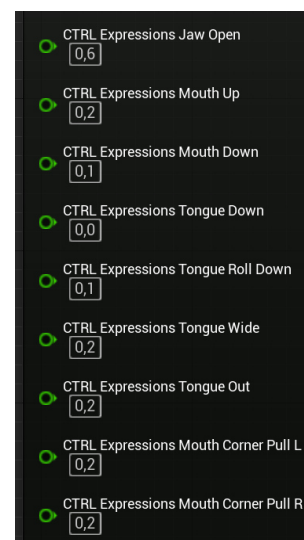 CTRL Expressions Jaw Open
0,6
CTRL Expressions Mouth Up
0,2
CTRL Expressions Mouth Down
0,1
CTRL Expressions Tongue Down
0,0
CTRL Expressions Tongue Roll Down
0,1
CTRL Expressions Tongue Wide
0,2
CTRL Expressions Tongue Out
0,2
CTRL Expressions Mouth Corner Pull L
0,2
CTRL Expressions Mouth Corner Pull R
0,2